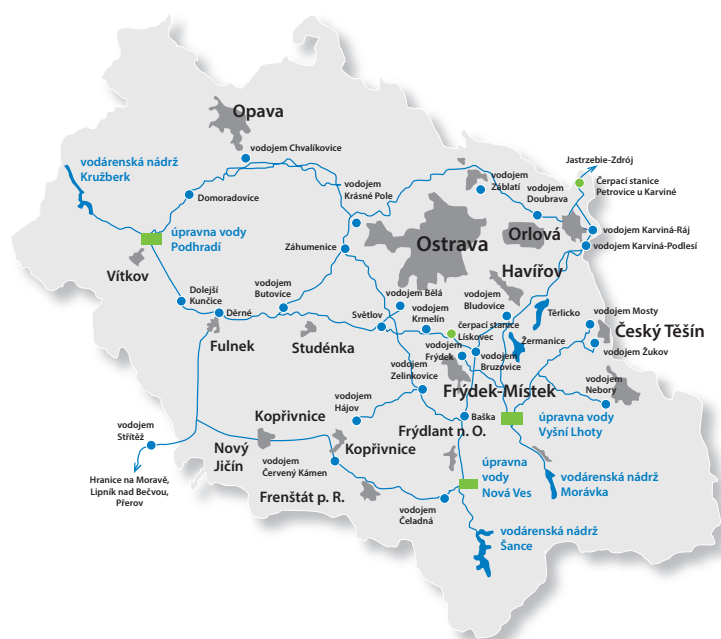 Opava
vodojem Chvalíkovice
vodárenská nádrž
Kružberk
Jastrzebie-Zdrój
Čerpací stanice
Petrovice u Karviné
vodojem
Záblatí
vodojem
Doubrava
vodojem
Krásné Pole
Domoradovice
vodojem Karviná-Ráj
vodojem Karviná-Podlesí
Orlová
Ostrava
úpravna vody
Podhradí
Záhumenice
Havířov
Vítkov
Dolejší
Kunčice
vodojem
Butovice
vodojem Bělá
vodojem
Bludovice
Těrlicko
Děrné
Světlov
vodojem
Krmelín
vodojem Mosty
Český Těšín
čerpací stanice
Lískovec
Žermanice
Fulnek
Studénka
vodojem
Frýdek
vodojem
Bruzovice
vodojem Žukov
vodojem
Zelinkovice
vodojem
Nebory
Frýdek-Místek
vodojem
Hájov
Kopřivnice
Baška
úpravna vody
Vyšní Lhoty
vodojem
Střítěž
Nový
Jičín
Kopřivnice
Frýdlant n. O.
vodojem
Červený Kámen
úpravna
vody
Nová Ves
vodárenská nádrž
Morávka
Hranice na Moravě,
Lipník nad Bečvou,
Přerov
Frenštát p. R.
vodojem
Čeladná
vodárenská nádrž
Šance